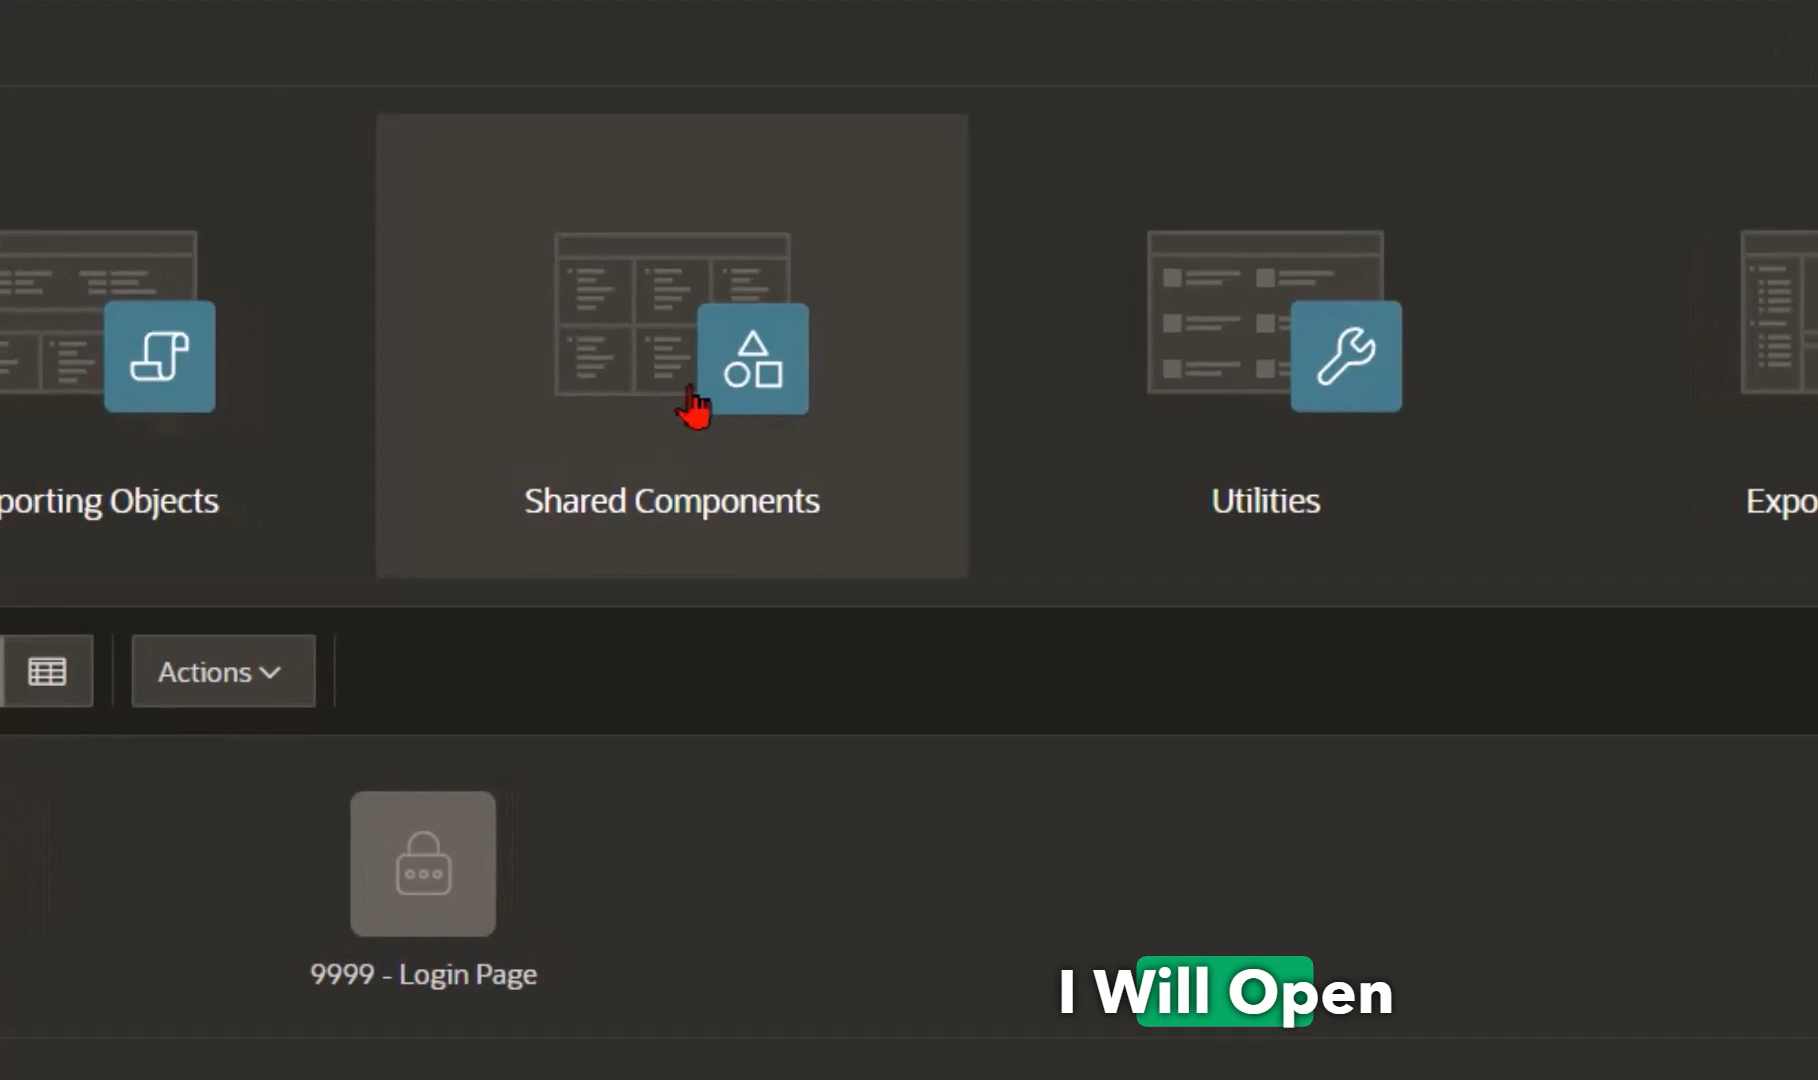 porting Objects
Shared Components
Utilities
Expo
Actions
9999 - Login Page
I Will Open